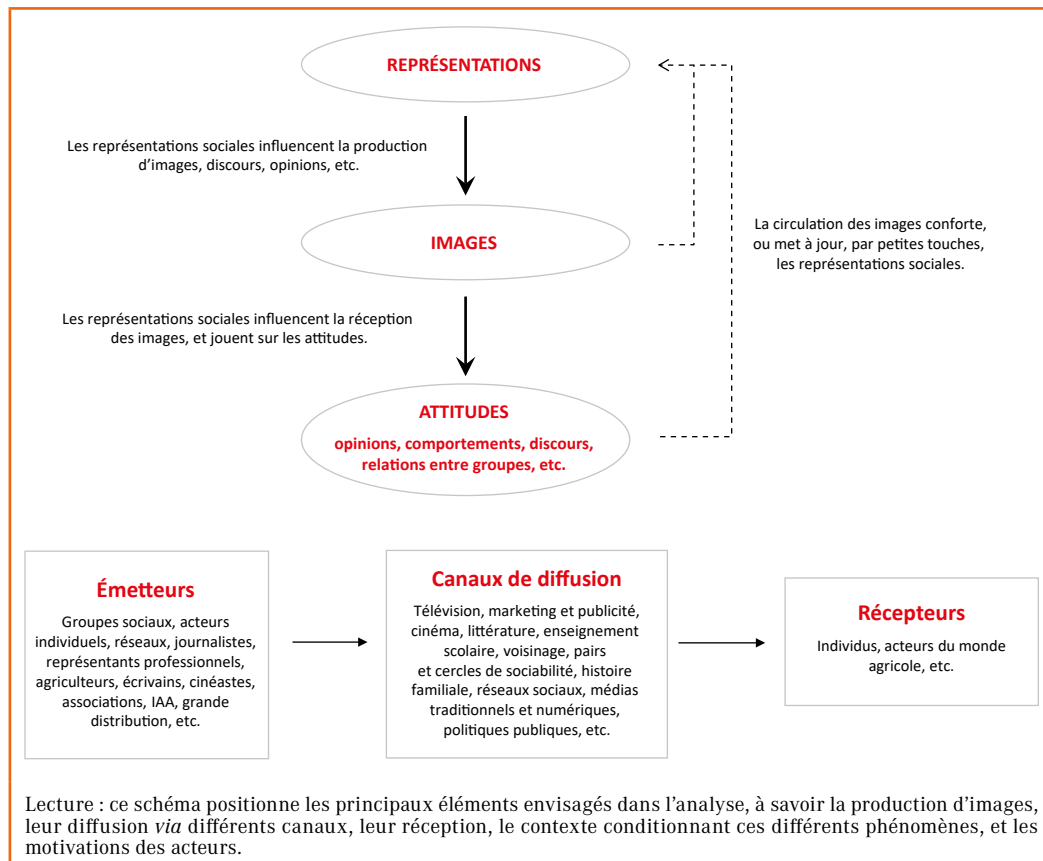 REPRÉSENTATIONS
Les représentations sociales influencent la production
d’images, discours, opinions, etc.
IMAGES
La circulation des images conforte,
ou met à jour, par petites touches,
les représentations sociales.
Les représentations sociales influencent la réception
des images, et jouent sur les attitudes.
ATTITUDES
opinions, comportements, discours,
relations entre groupes, etc.
Émetteurs
Groupes sociaux, acteurs
individuels, réseaux, journalistes,
représentants professionnels,
agriculteurs, écrivains, cinéastes,
associations, IAA, grande
distribution, etc.
Canaux de diffusion
Télévision, marketing et publicité,
cinéma, littérature, enseignement
scolaire, voisinage, pairs
et cercles de sociabilité, histoire
familiale, réseaux sociaux, médias
traditionnels et numériques,
politiques publiques, etc.
Récepteurs
Individus, acteurs du monde
agricole, etc.
Lecture : ce schéma positionne les principaux éléments envisagés dans l’analyse, à savoir la production d’images,
leur diffusion via différents canaux, leur réception, le contexte conditionnant ces différents phénomènes, et les
motivations des acteurs.